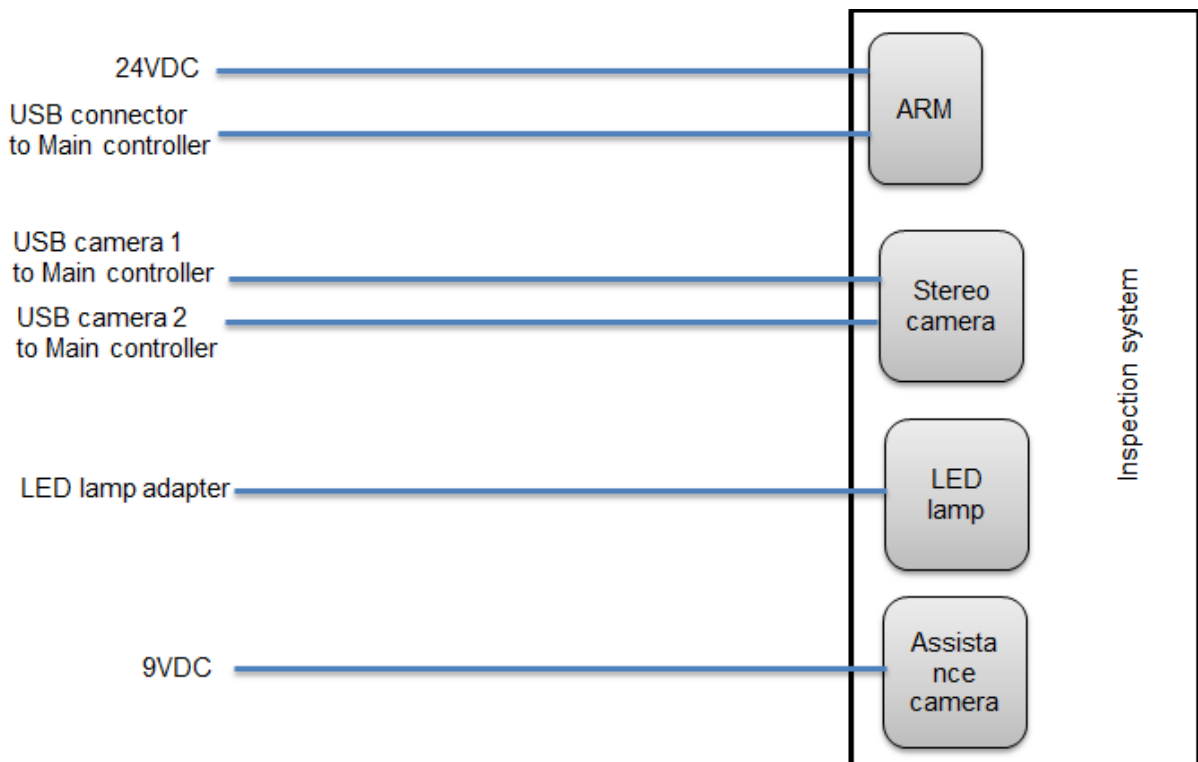 24VDC
USB connector
to Main controller
ARM
USB camera 1
to Main controller
USB camera 2
to Main controller
Stereo
camera
LED lamp adapter
LED
lamp
9VDC
Assista
nce
camera
Inspection system